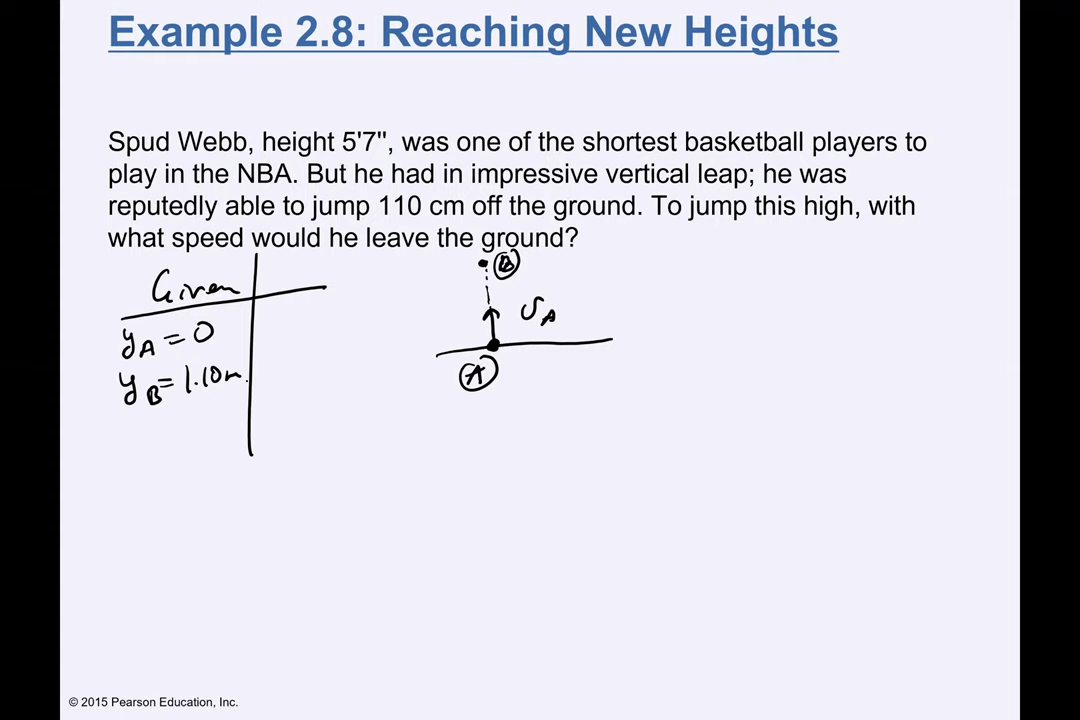 Example 2.8: Reaching New Heights
Spud Webb, height 5'7", was one of the shortest basketball players to
play in the NBA. But he had in impressive vertical leap; he was
reputedly able to jump 110 cm off the ground. To jump this high, with
what speed would he leave the ground?
B
Given
v_A
y_A = 0
A
y_B = 1.10m
© 2015 Pearson Education, Inc.